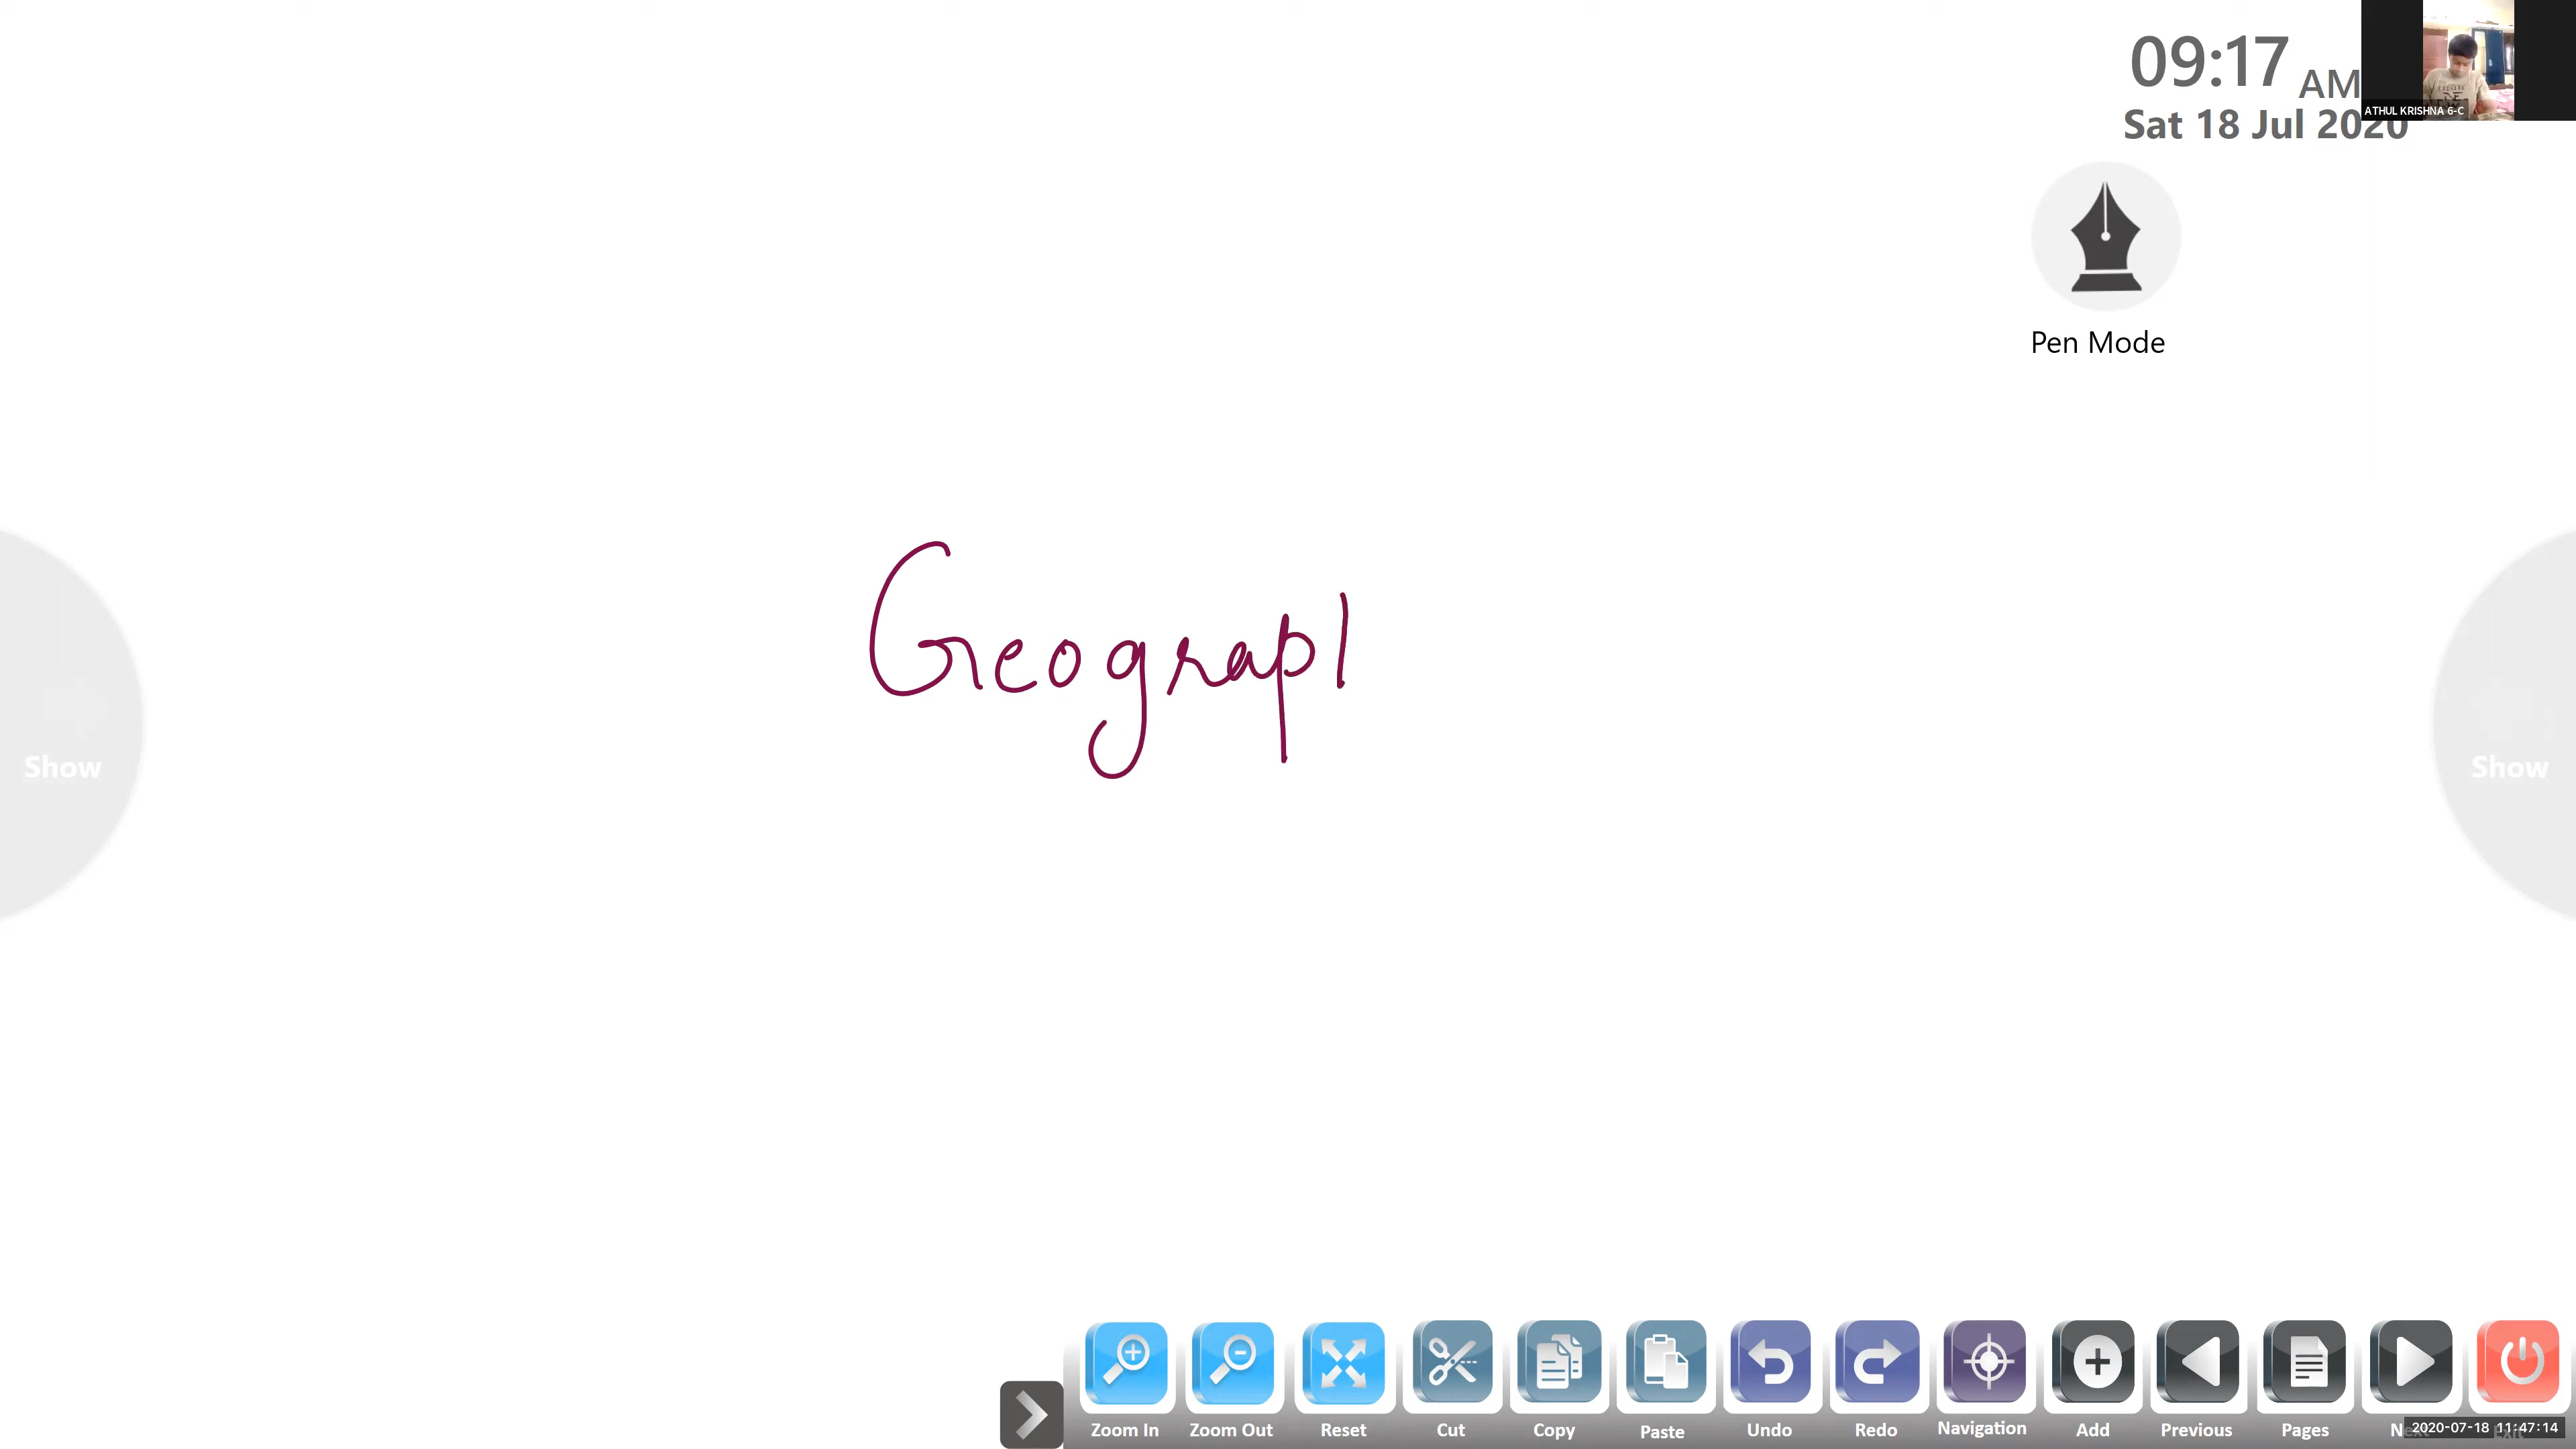 09:17 AM
ATHUL KRISHNA 6-C
Sat 18 Jul 2020
Pen Mode
Geograpl
Show
Show
Zoom In Zoom Out Reset Cut Copy Paste Undo Redo Navigation Add Previous Pages
2020-07-18 11:47:14